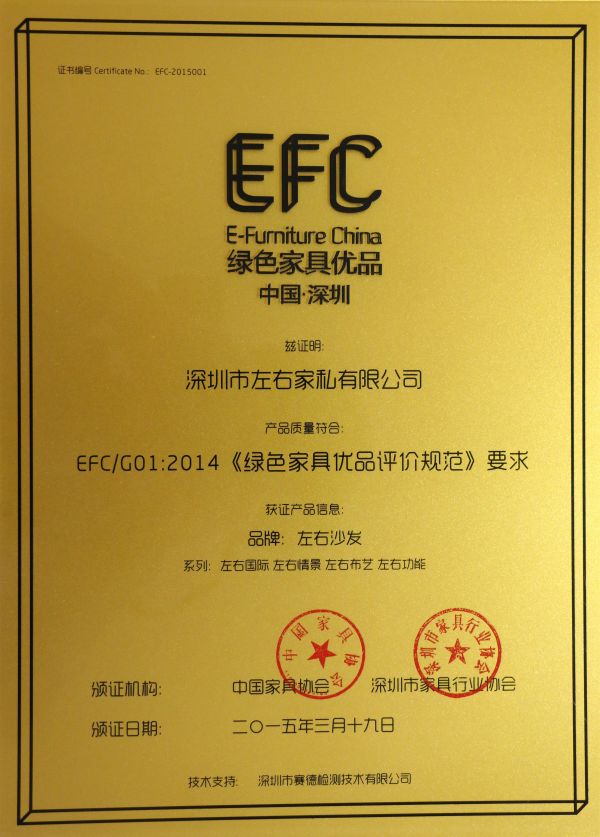 证书编号 Certificate No.: EFC-2015001
EFC
E-Furniture China
绿色家具优品
中国·深圳
兹证明:
深圳市左右家私有限公司
产品质量符合:
EFC/G01:2014《绿色家具优品评价规范》要求
获证产品信息:
品牌: 左右沙发
系列: 左右国际 左右情景 左右布艺 左右功能
中国家具协会
深圳市家具行业协会
颁证机构: 中国家具协会 深圳市家具行业协会
颁证日期: 二〇一五年三月十九日
技术支持: 深圳市赛德检测技术有限公司